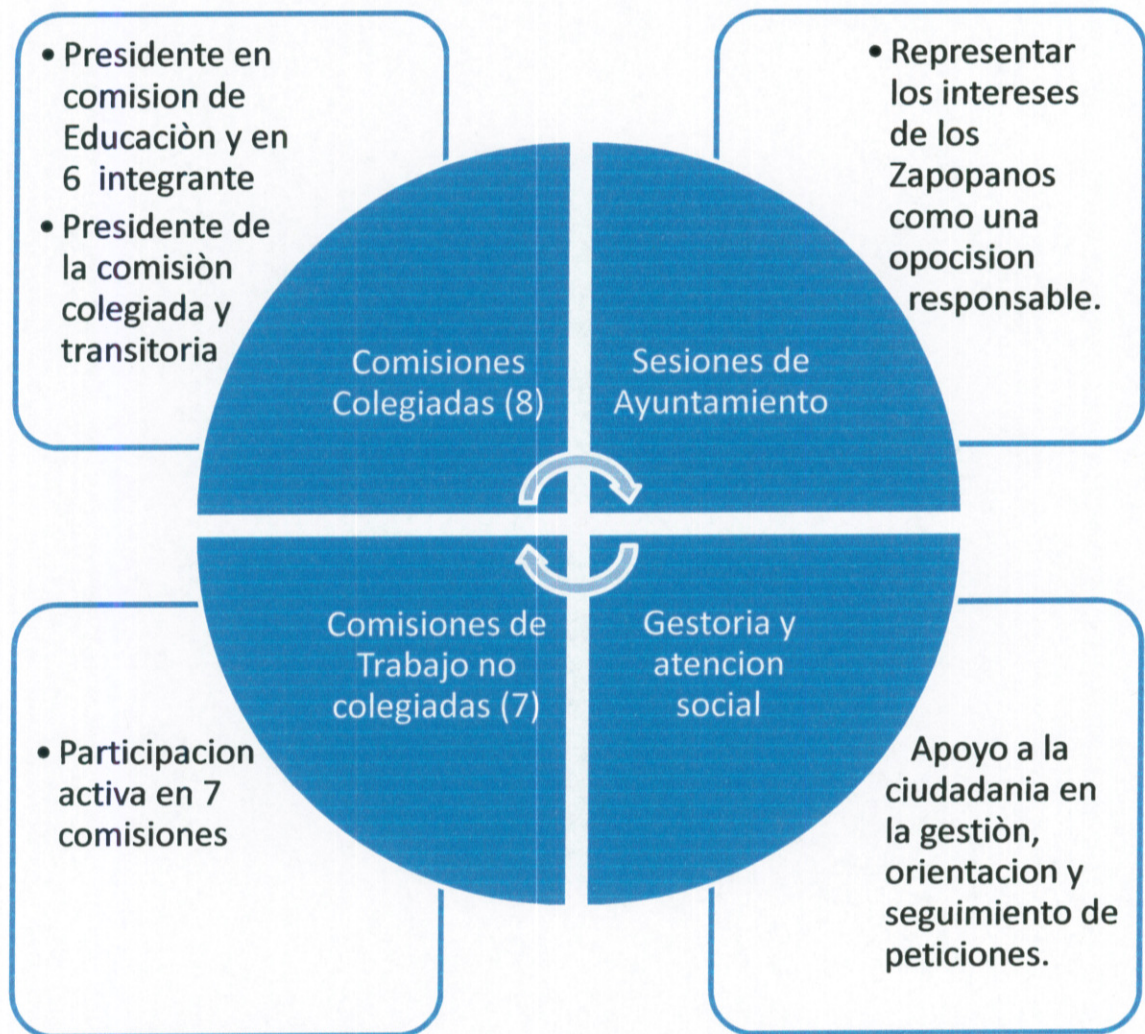 • Presidente en
comision de
Educaciòn y en
6 integrante
• Presidente de
la comisiòn
colegiada y
transitoria
• Representar
los intereses
de los
Zapopanos
como una
opocision
responsable.
Comisiones
Colegiadas (8)
Sesiones de
Ayuntamiento
Comisiones de
Trabajo no
colegiadas (7)
Gestoria y
atencion
social
• Participacion
activa en 7
comisiones
Apoyo a la
ciudadania en
la gestiòn,
orientacion y
seguimiento de
peticiones.